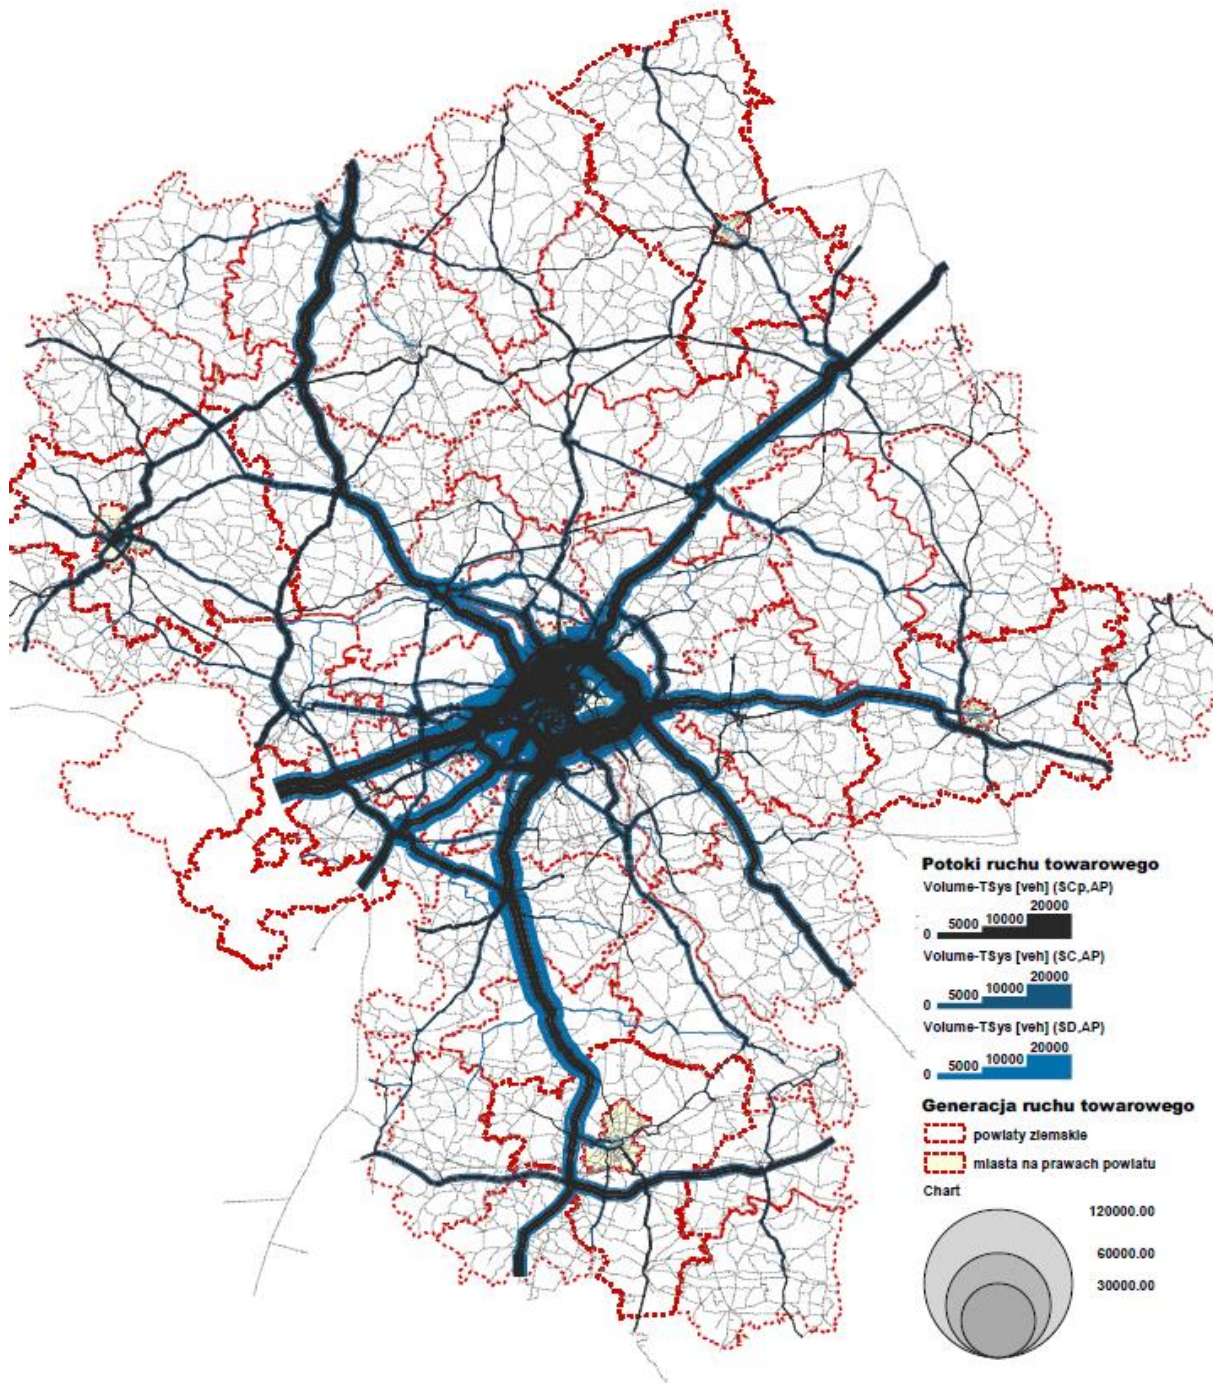 Potoki ruchu towarowego
Volume-TSys [veh] (SCp,AP)
0 5000 10000 20000
Volume-TSys [veh] (SC,AP)
0 5000 10000 20000
Volume-TSys [veh] (SD,AP)
0 5000 10000 20000
Generacja ruchu towarowego
powiaty ziemskie
miasta na prawach powiatu
Chart
120000.00
60000.00
30000.00